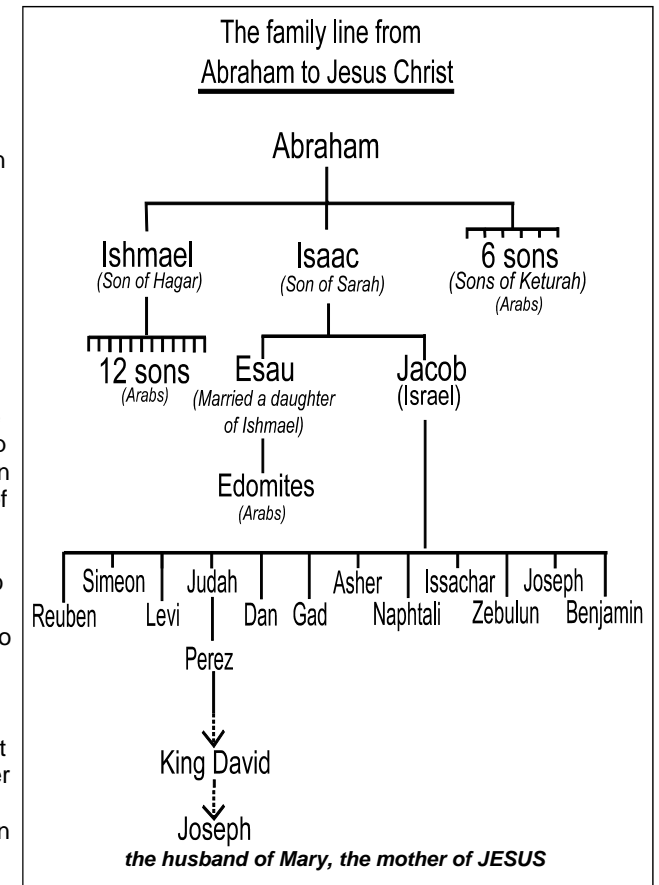 The family line from
Abraham to Jesus Christ
Abraham
Ishmael
(Son of Hagar)
Isaac
(Son of Sarah)
6 sons
(Sons of Keturah)
(Arabs)
12 sons
(Arabs)
Esau
(Married a daughter
of Ishmael)
Jacob
(Israel)
Edomites
(Arabs)
Reuben
Simeon
Levi
Judah
Dan
Gad
Asher
Naphtali
Issachar
Zebulun
Joseph
Benjamin
Perez
King David
Joseph
the husband of Mary, the mother of JESUS